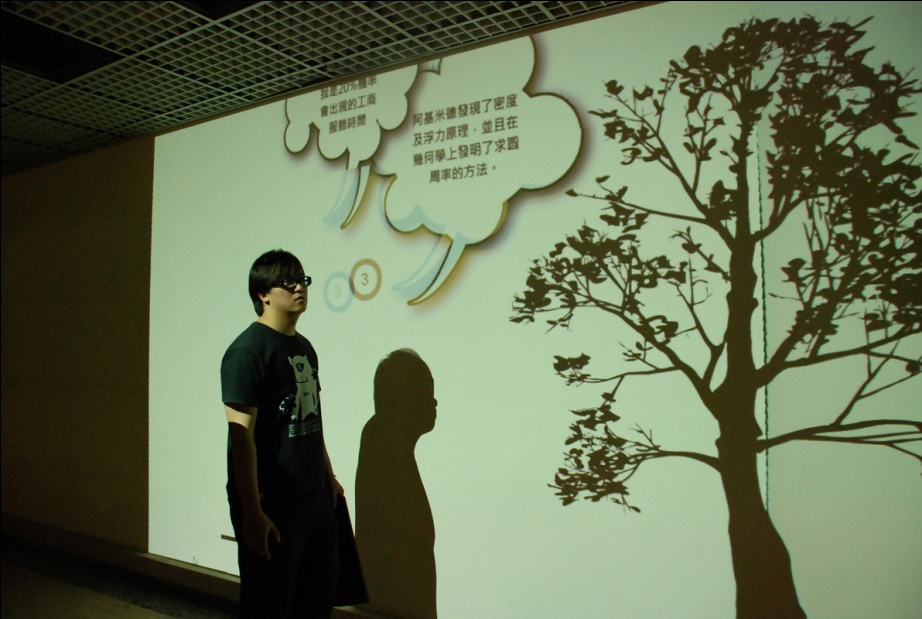 我是20%機率
會出現的工商
服務時間
阿基米德發現了密度
及浮力原理，並且在
幾何學上發明了求圓
周率的方法。
3
3